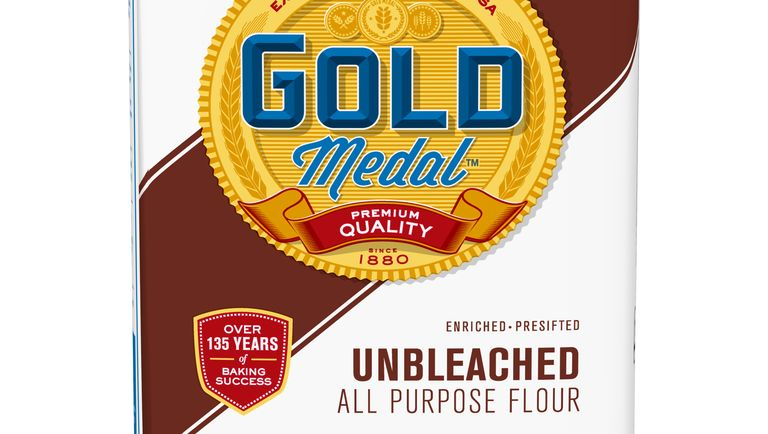 GOLD
Medal™
PREMIUM
QUALITY
SINCE
1880
OVER
135 YEARS
of
BAKING
SUCCESS
ENRICHED • PRESIFTED
UNBLEACHED
ALL PURPOSE FLOUR